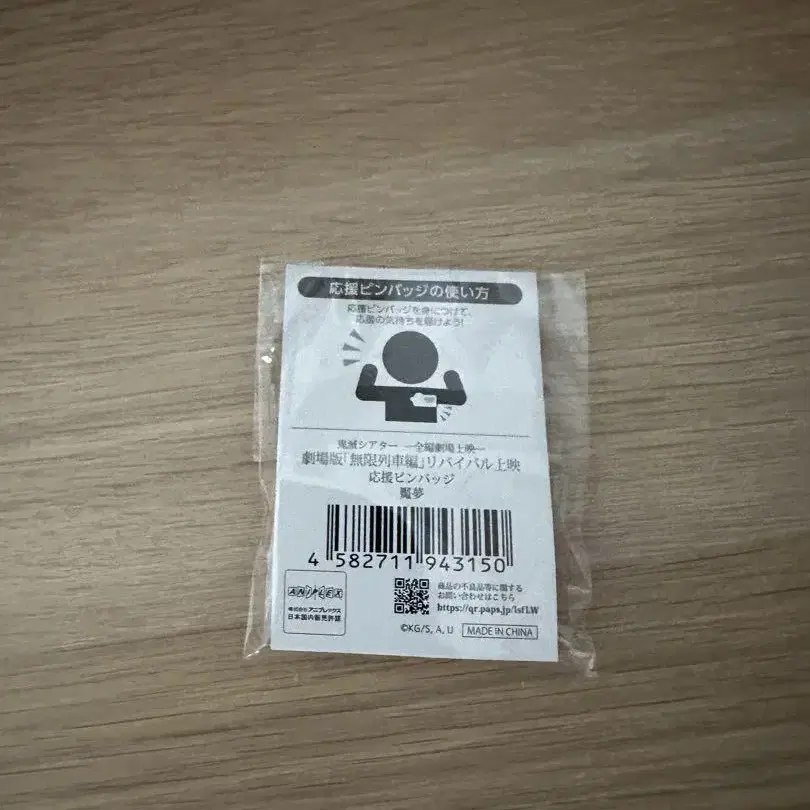 応援ピンバッジの使い方
応援ピンバッジを身につけて、
応援の気持ちを届けよう!
鬼滅シアター ―全編劇場上映―
劇場版「無限列車編」リバイバル上映
応援ピンバッジ
魘夢
4 582711 943150
ANIPLEX
株式会社アニプレックス
日本国内販売許諾
商品の不良品等に関する
お問い合わせはこちら
https://qr.paps.jp/1sf1W
©KG/S, A, U
MADE IN CHINA